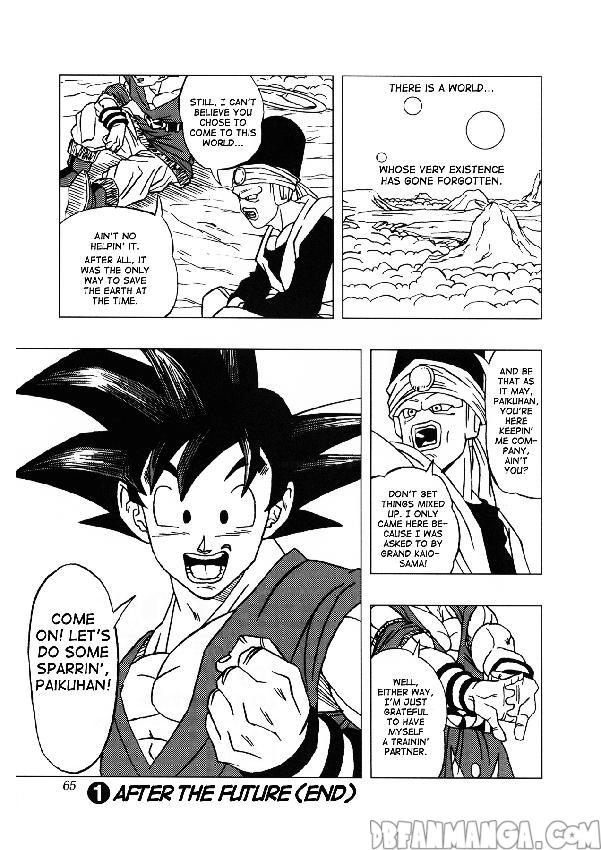 THERE IS A WORLD...
WHOSE VERY EXISTENCE
HAS GONE FORGOTTEN.
STILL, I CAN'T
BELIEVE YOU
CHOSE TO
COME TO THIS
WORLD...
AIN'T NO
HELPIN' IT.
AFTER ALL, IT
WAS THE ONLY
WAY TO SAVE
THE EARTH AT
THE TIME.
AND BE
THAT AS
IT MAY,
PAIKUHAN,
YOU'RE
HERE
KEEPIN'
ME COM-
PANY,
AIN'T
YOU?
DON'T GET
THINGS MIXED
UP. I ONLY
CAME HERE BE-
CAUSE I WAS
ASKED TO BY
GRAND KAIO-
SAMA!
WELL,
EITHER WAY,
I'M JUST
GRATEFUL
TO HAVE
MYSELF
A TRAININ'
PARTNER.
COME
ON! LET'S
DO SOME
SPARRIN',
PAIKUHAN!
65
1 AFTER THE FUTURE (END)
DBFANMANGA.COM